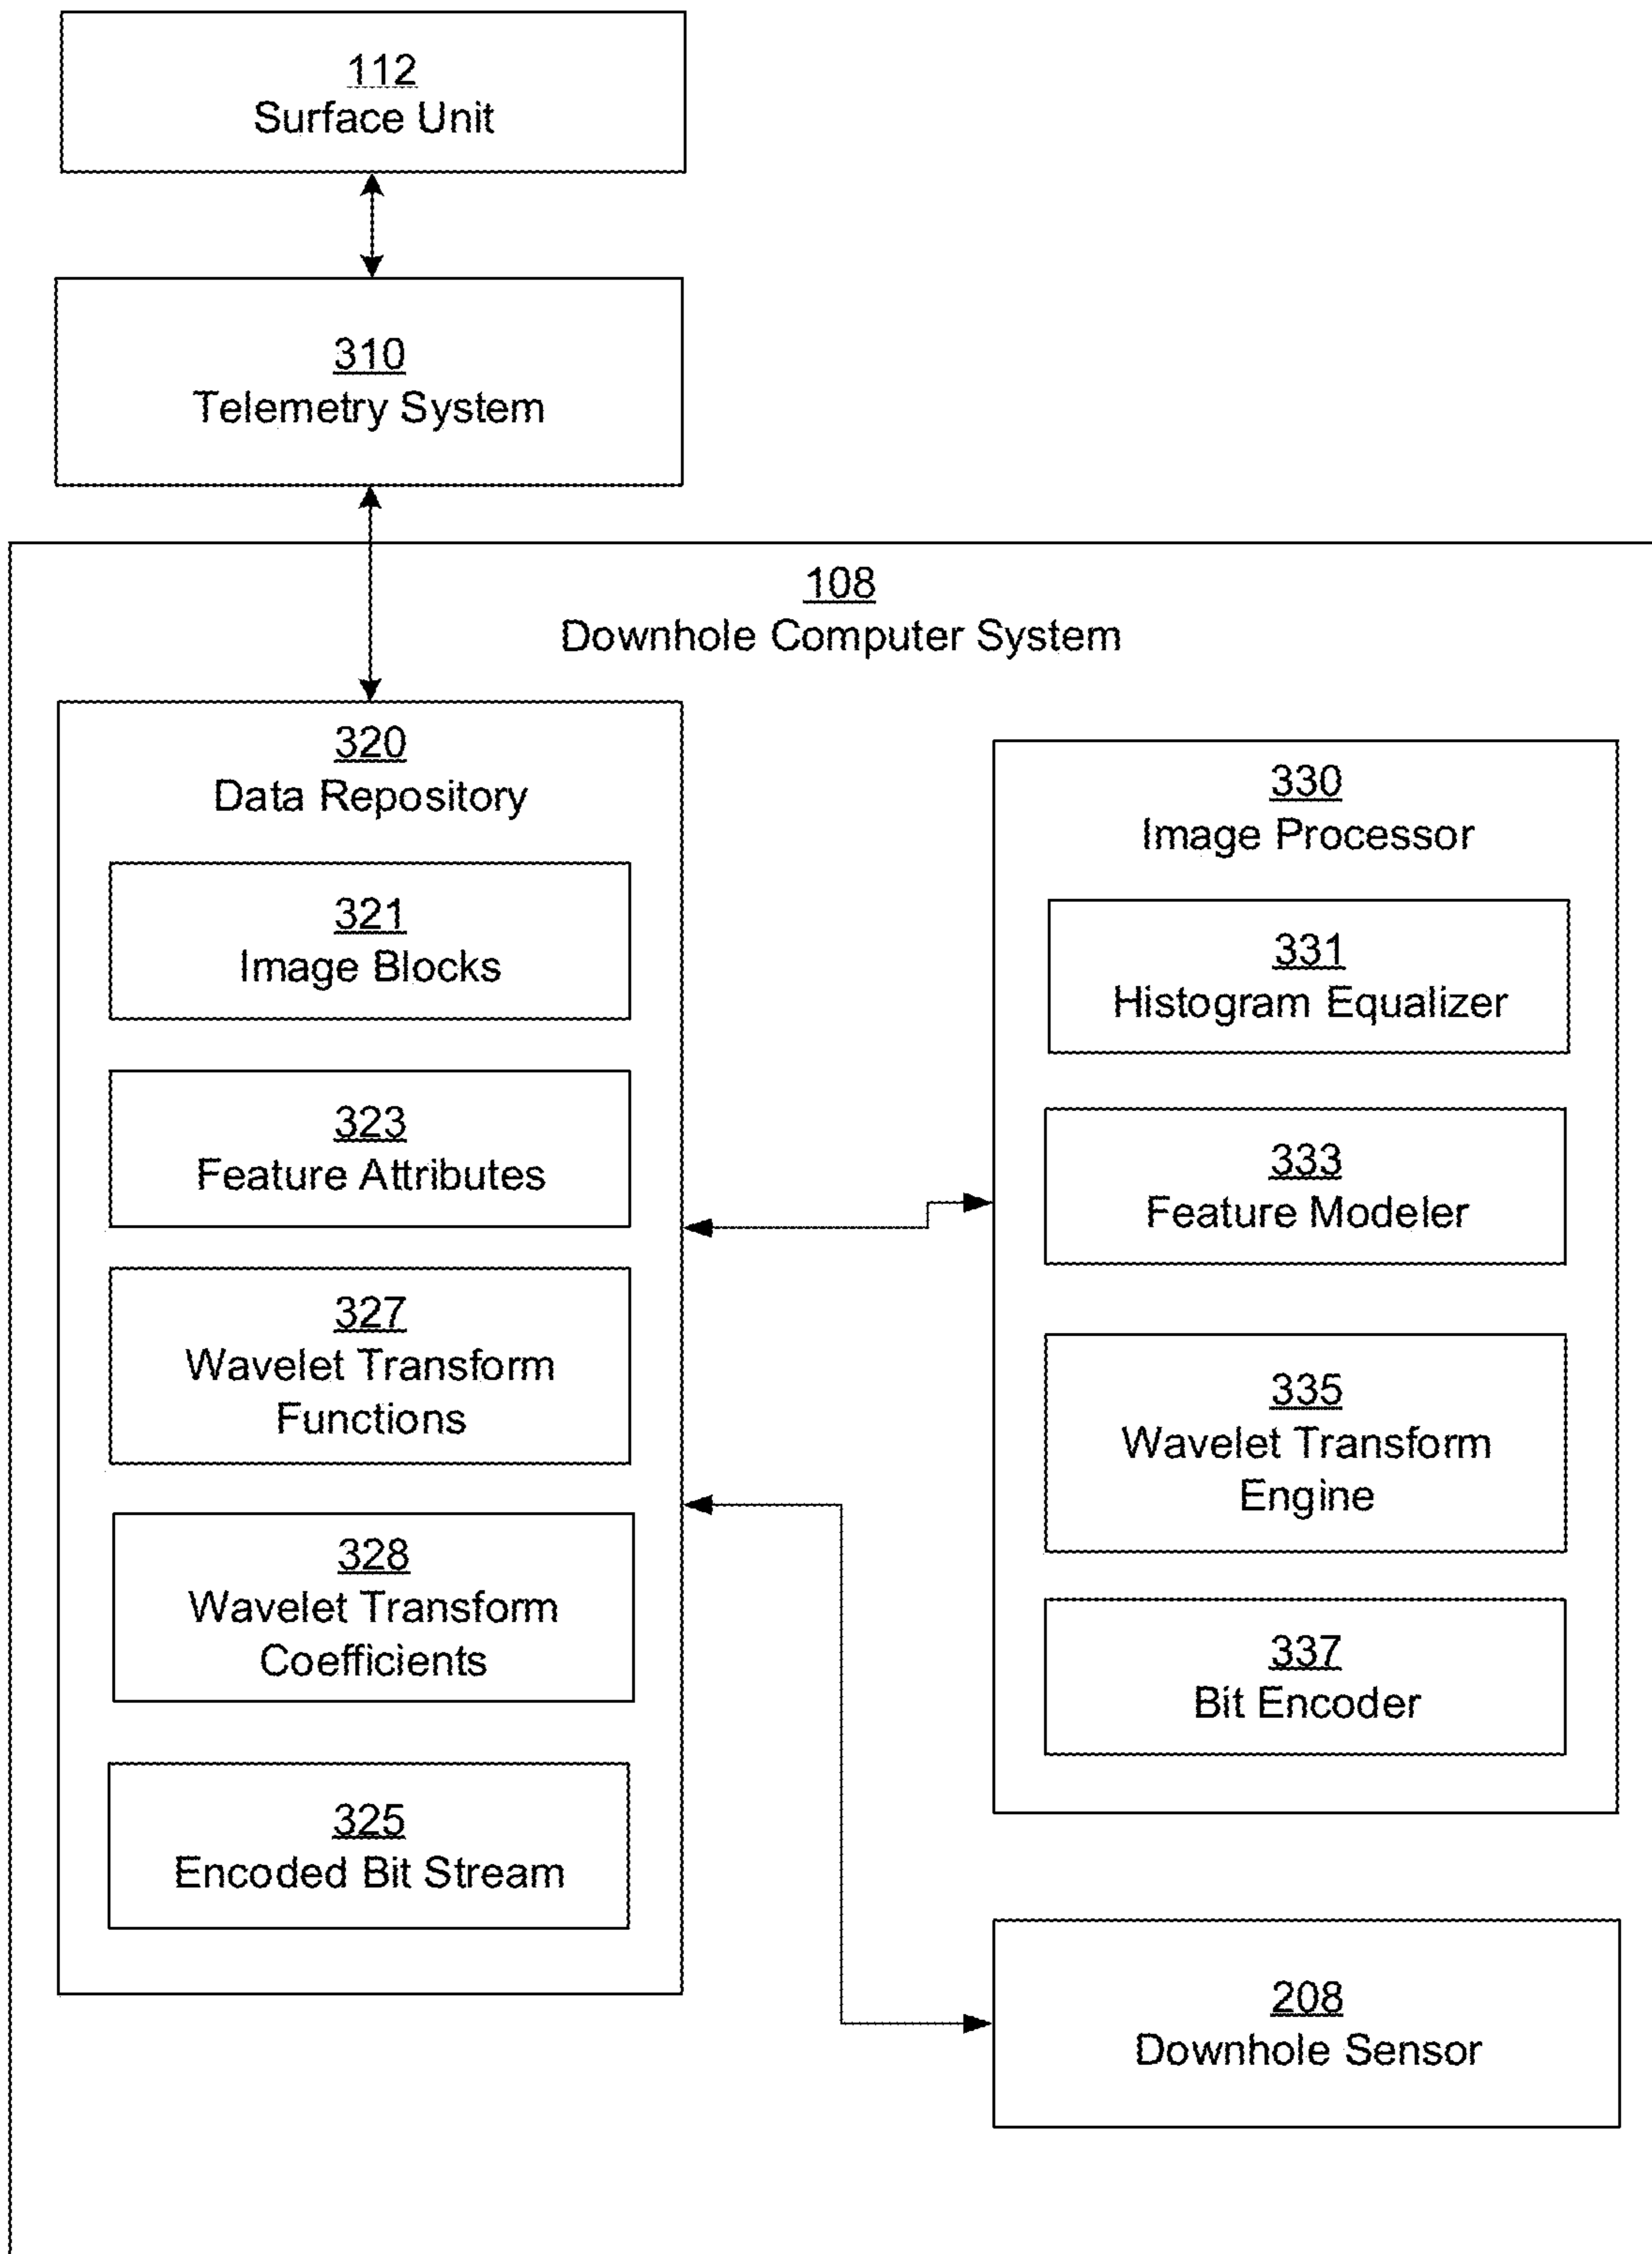 112
Surface Unit
310
Telemetry System
108
Downhole Computer System
320
Data Repository
321
Image Blocks
323
Feature Attributes
327
Wavelet Transform
Functions
328
Wavelet Transform
Coefficients
325
Encoded Bit Stream
330
Image Processor
331
Histogram Equalizer
333
Feature Modeler
335
Wavelet Transform
Engine
337
Bit Encoder
208
Downhole Sensor